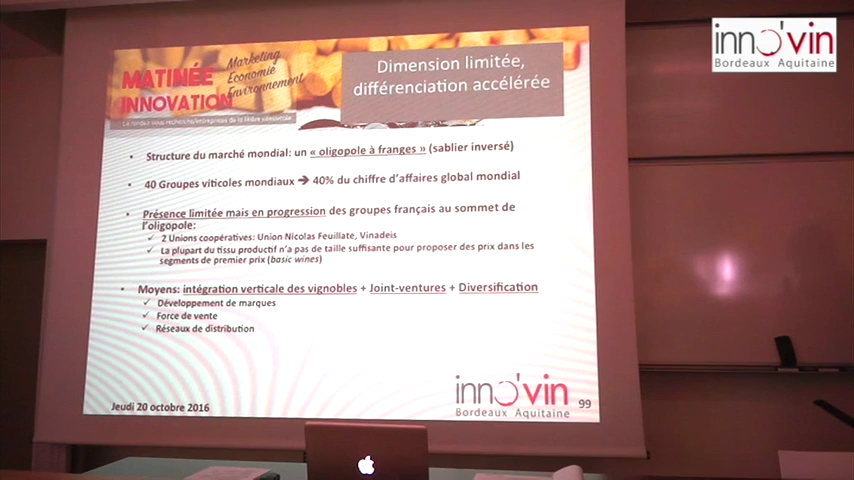 inno'vin
Bordeaux Aquitaine
MATINÉE
INNOVATION
Marketing
Économie
Environnement
Dimension limitée,
différenciation accélérée
• Structure du marché mondial: un « oligopole à franges » (sablier inversé)
• 40 Groupes viticoles mondiaux ➔ 40% du chiffre d'affaires global mondial
• Présence limitée mais en progression des groupes français au sommet de
l'oligopole:
✓ 2 Unions coopératives: Union Nicolas Feuillate, Vinadeis
✓ La plupart du tissu productif n'a pas de taille suffisante pour proposer des prix dans les
segments de premier prix (basic wines)
• Moyens: intégration verticale des vignobles + Joint-ventures + Diversification
✓ Développement de marques
✓ Force de vente
✓ Réseaux de distribution
Jeudi 20 octobre 2016
inno'vin
Bordeaux Aquitaine
99